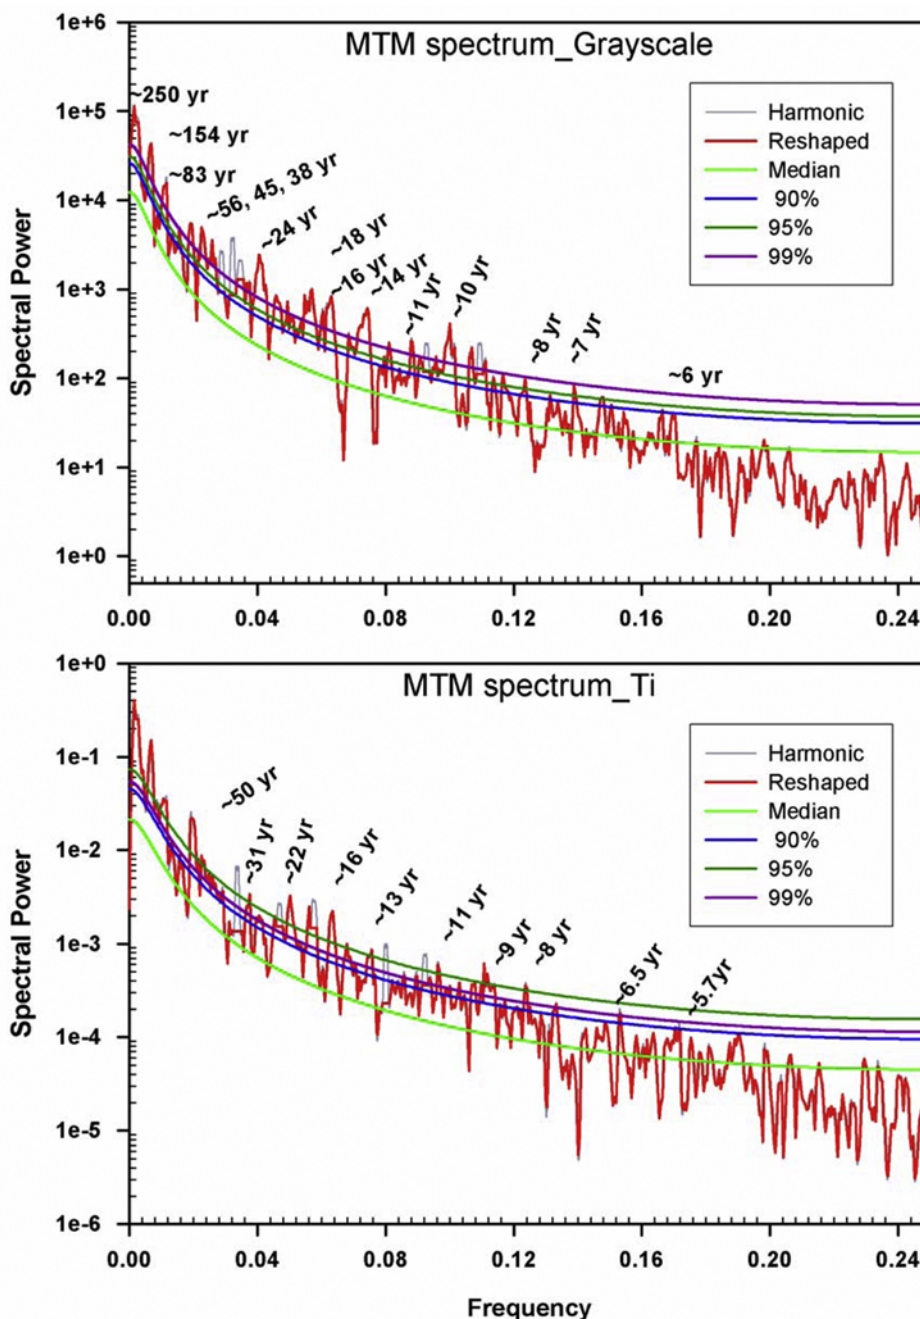 MTM spectrum_Grayscale
1e+6
1e+5
1e+4
1e+3
1e+2
1e+1
1e+0
Spectral Power
~250 yr
~154 yr
~83 yr
~56, 45, 38 yr
~24 yr
~18 yr
~16 yr
~14 yr
~11 yr
~10 yr
~8 yr
~7 yr
~6 yr
Harmonic
Reshaped
Median
90%
95%
99%
0.00 0.04 0.08 0.12 0.16 0.20 0.24
MTM spectrum_Ti
1e+0
1e-1
1e-2
1e-3
1e-4
1e-5
1e-6
Spectral Power
~50 yr
~31 yr
~22 yr
~16 yr
~13 yr
~11 yr
~9 yr
~8 yr
~6.5 yr
~5.7yr
Harmonic
Reshaped
Median
90%
95%
99%
0.00 0.04 0.08 0.12 0.16 0.20 0.24
Frequency